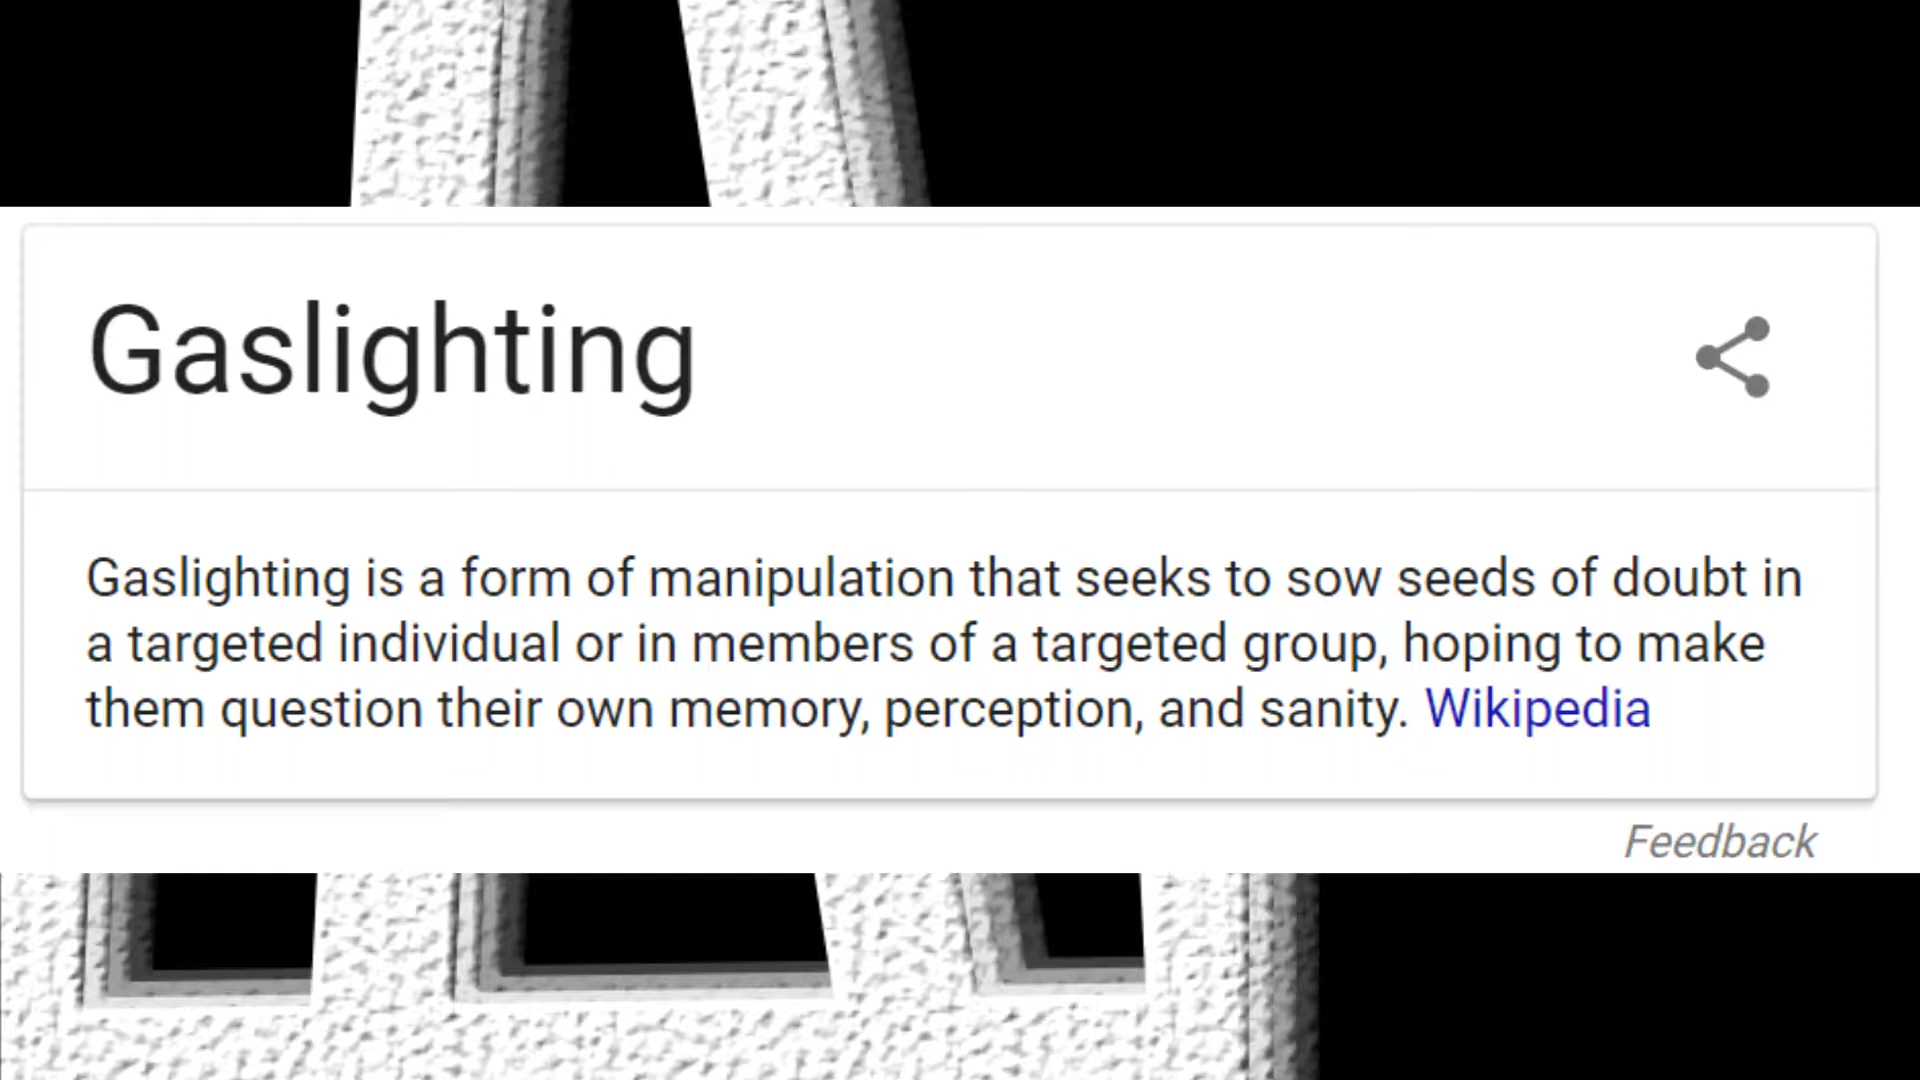 Gaslighting
Gaslighting is a form of manipulation that seeks to sow seeds of doubt in
a targeted individual or in members of a targeted group, hoping to make
them question their own memory, perception, and sanity. Wikipedia
Feedback